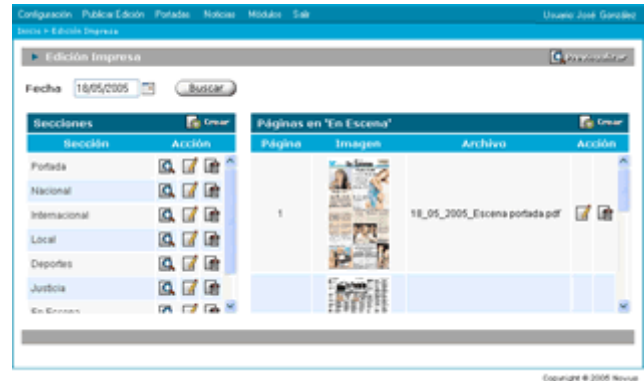 Configuración Publicar Edición Portadas Noticias Módulos Salir Usuario José González
Inicio > Edición Impresa
Edición Impresa Previsualizar
Fecha 18/05/2005 Buscar
Secciones Crear
Sección Acción
Portada
Nacional
Internacional
Local
Deportes
Justicia
En Escena
Páginas en 'En Escena' Crear
Página Imagen Archivo Acción
1 18_05_2005_Escena portada.pdf
Copyright © 2005